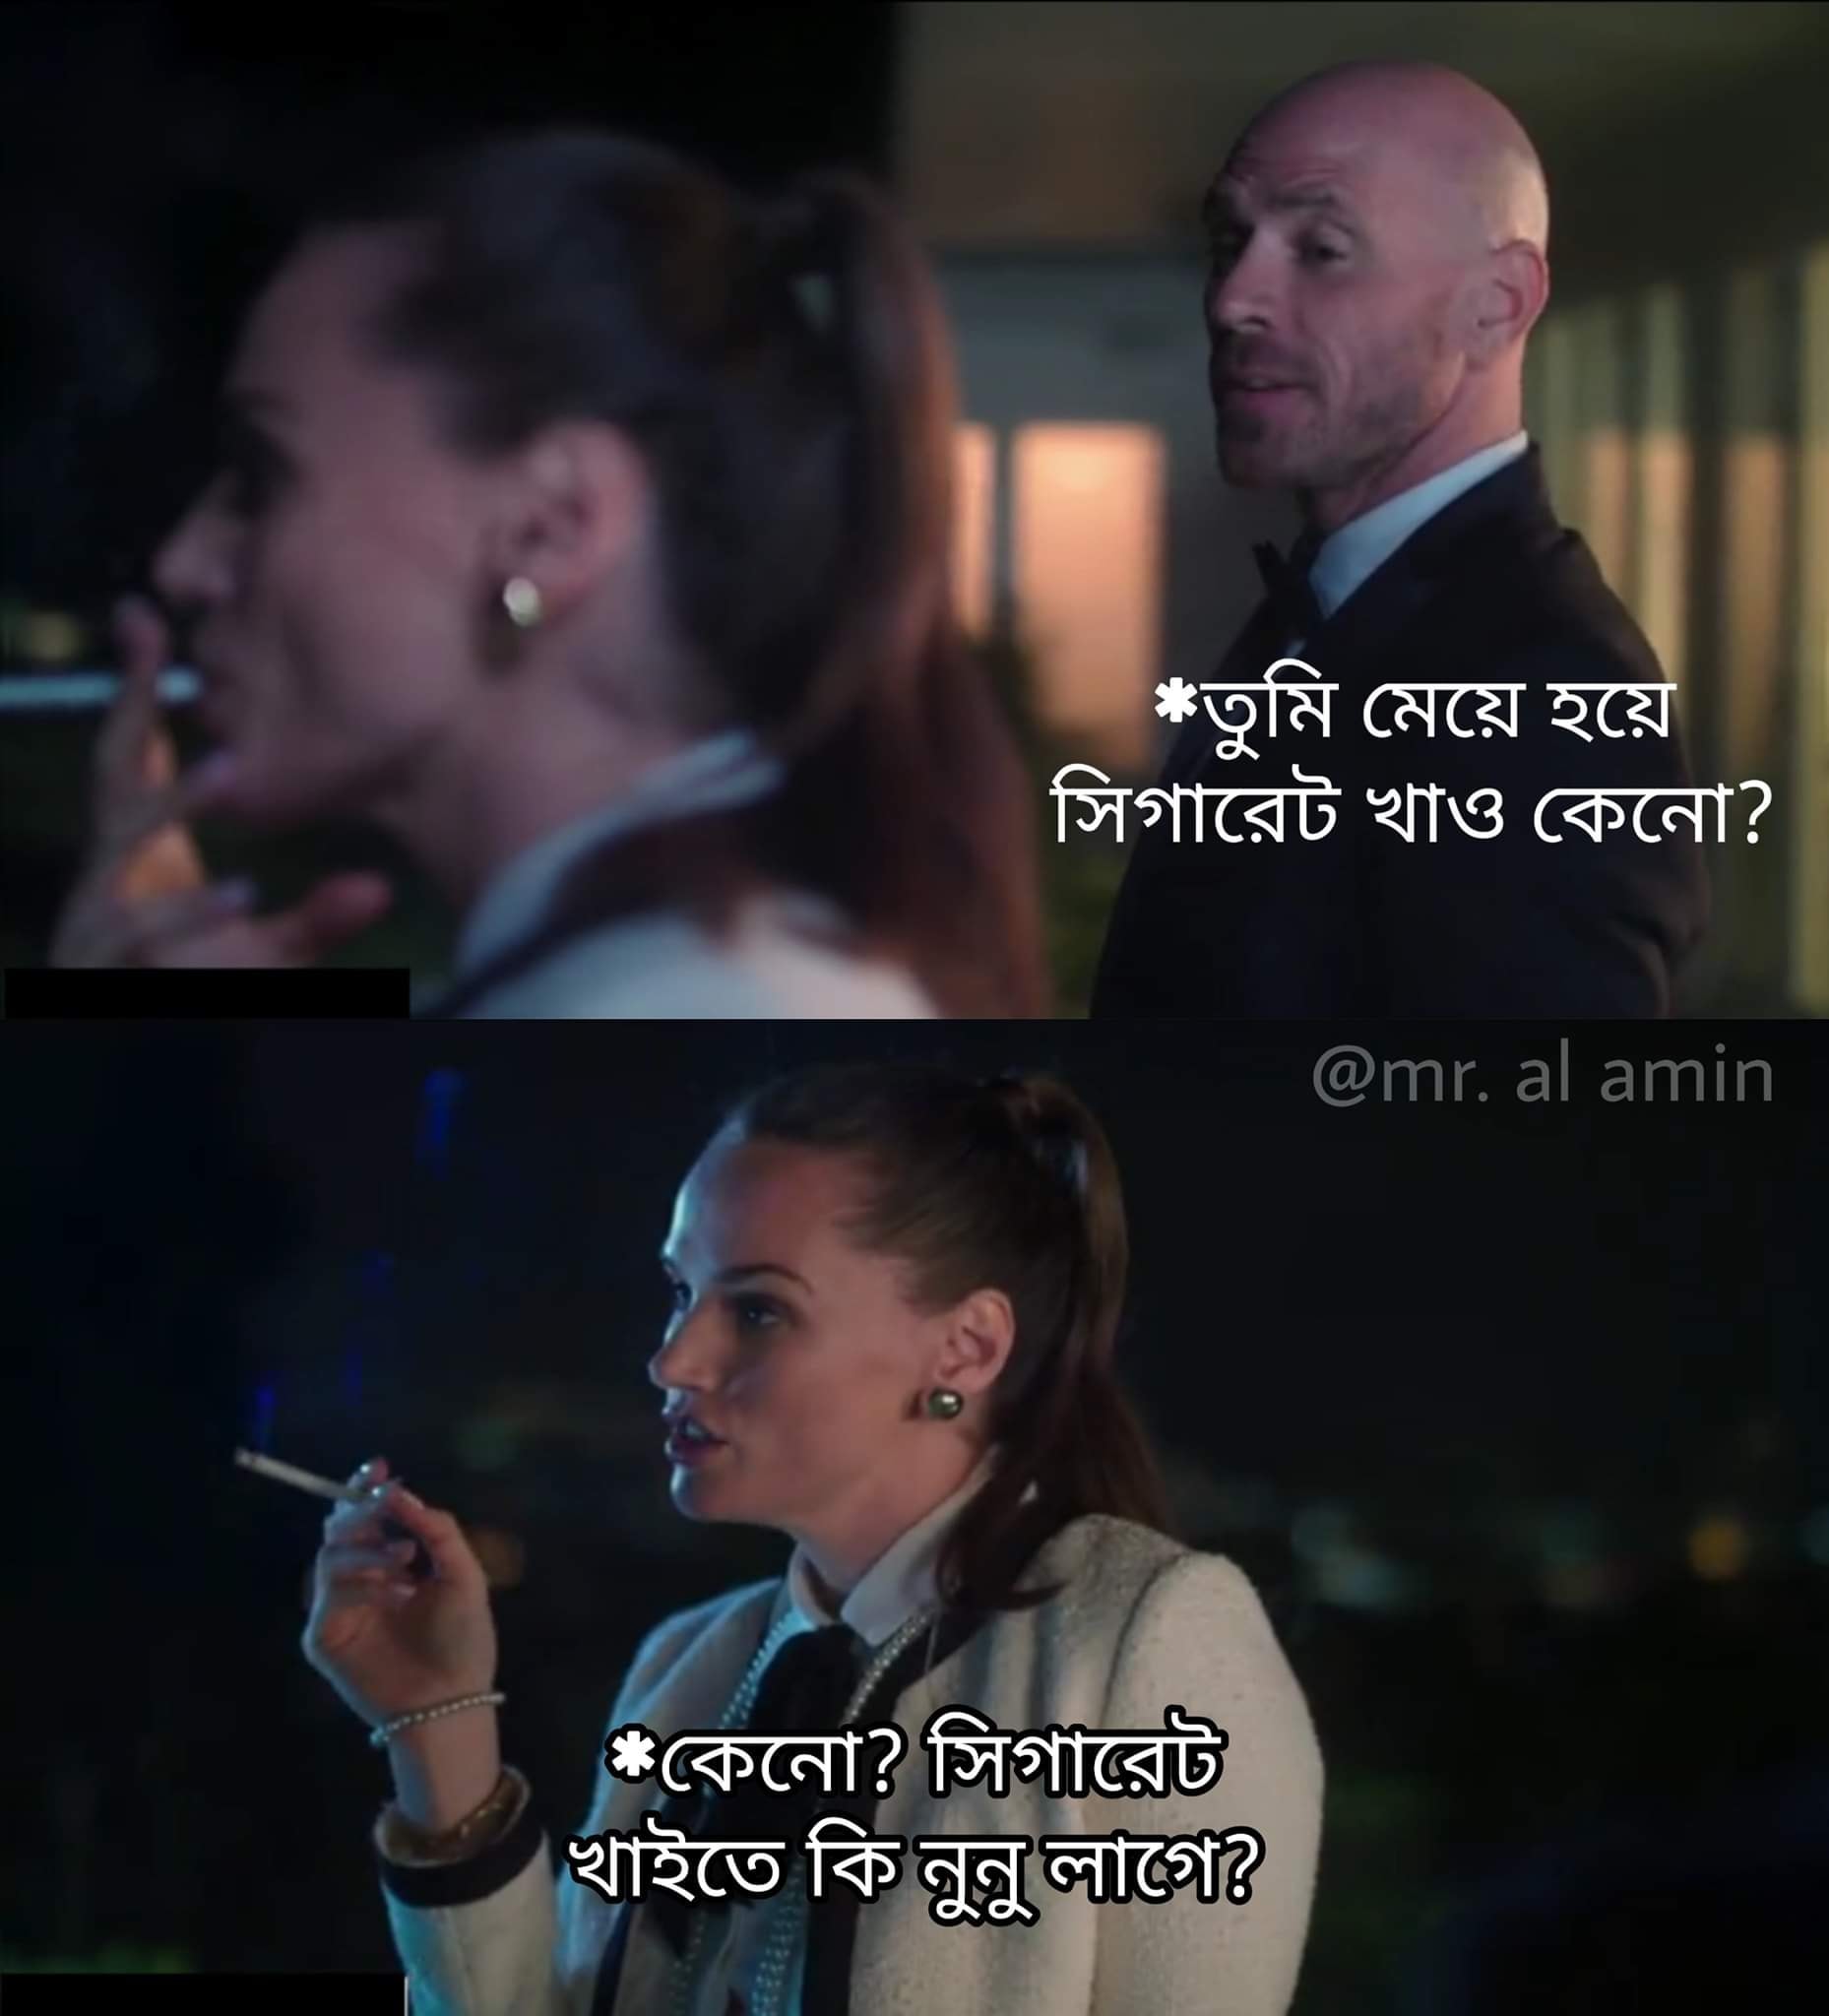 *তুমি মেয়ে হয়ে
সিগারেট খাও কেনো?
@mr. al amin
*কেনো? সিগারেট
খাইতে কি নুনু লাগে?